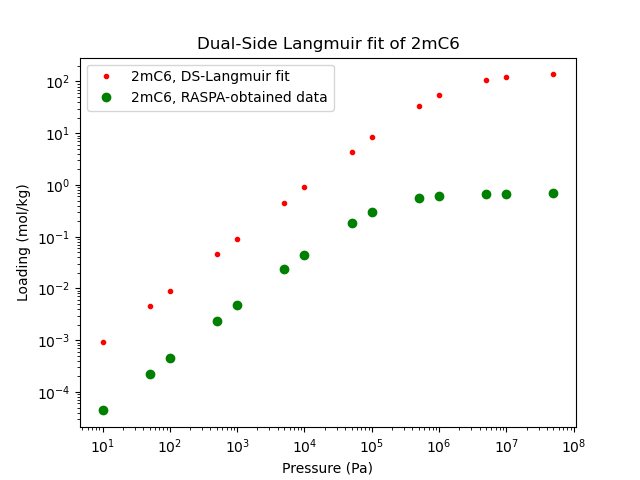 Dual-Side Langmuir fit of 2mC6
2mC6, DS-Langmuir fit
2mC6, RASPA-obtained data
Loading (mol/kg)
10²
10¹
10⁰
10⁻¹
10⁻²
10⁻³
10⁻⁴
10¹ 10² 10³ 10⁴ 10⁵ 10⁶ 10⁷ 10⁸
Pressure (Pa)